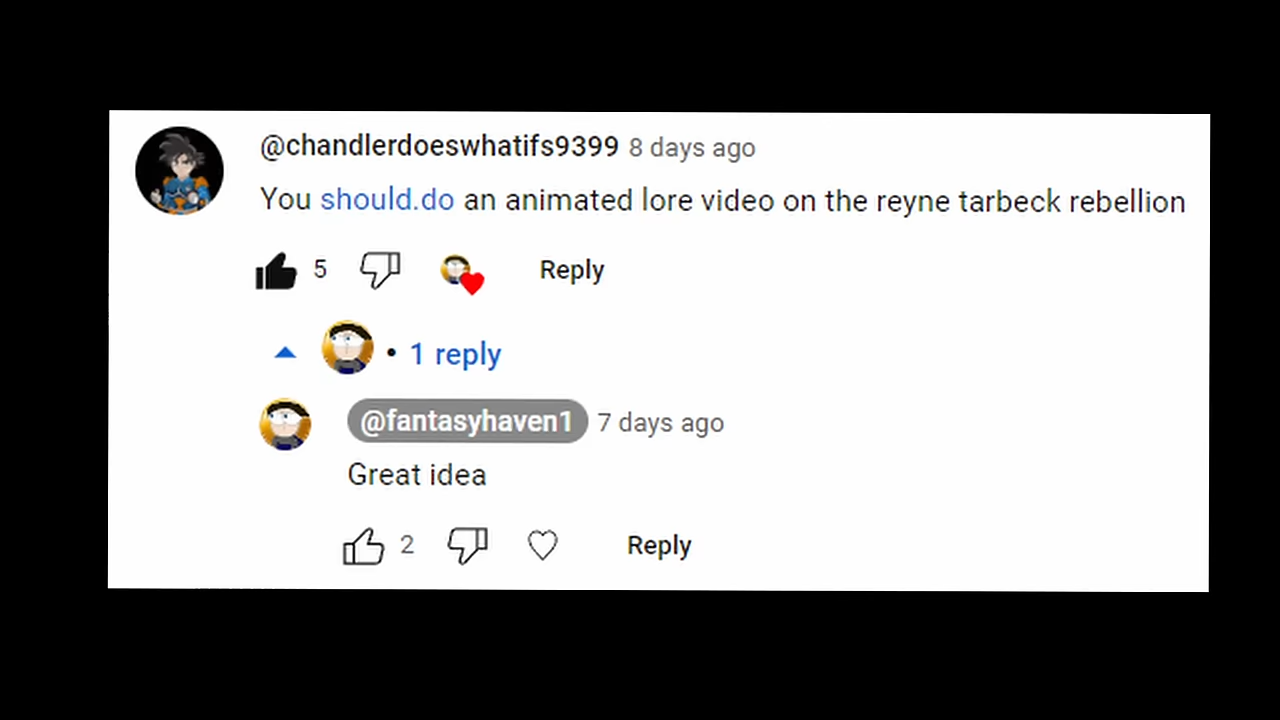 @chandlerdoeswhatifs9399 8 days ago
You should.do an animated lore video on the reyne tarbeck rebellion
5 Reply
• 1 reply
@fantasyhaven1 7 days ago
Great idea
2 Reply